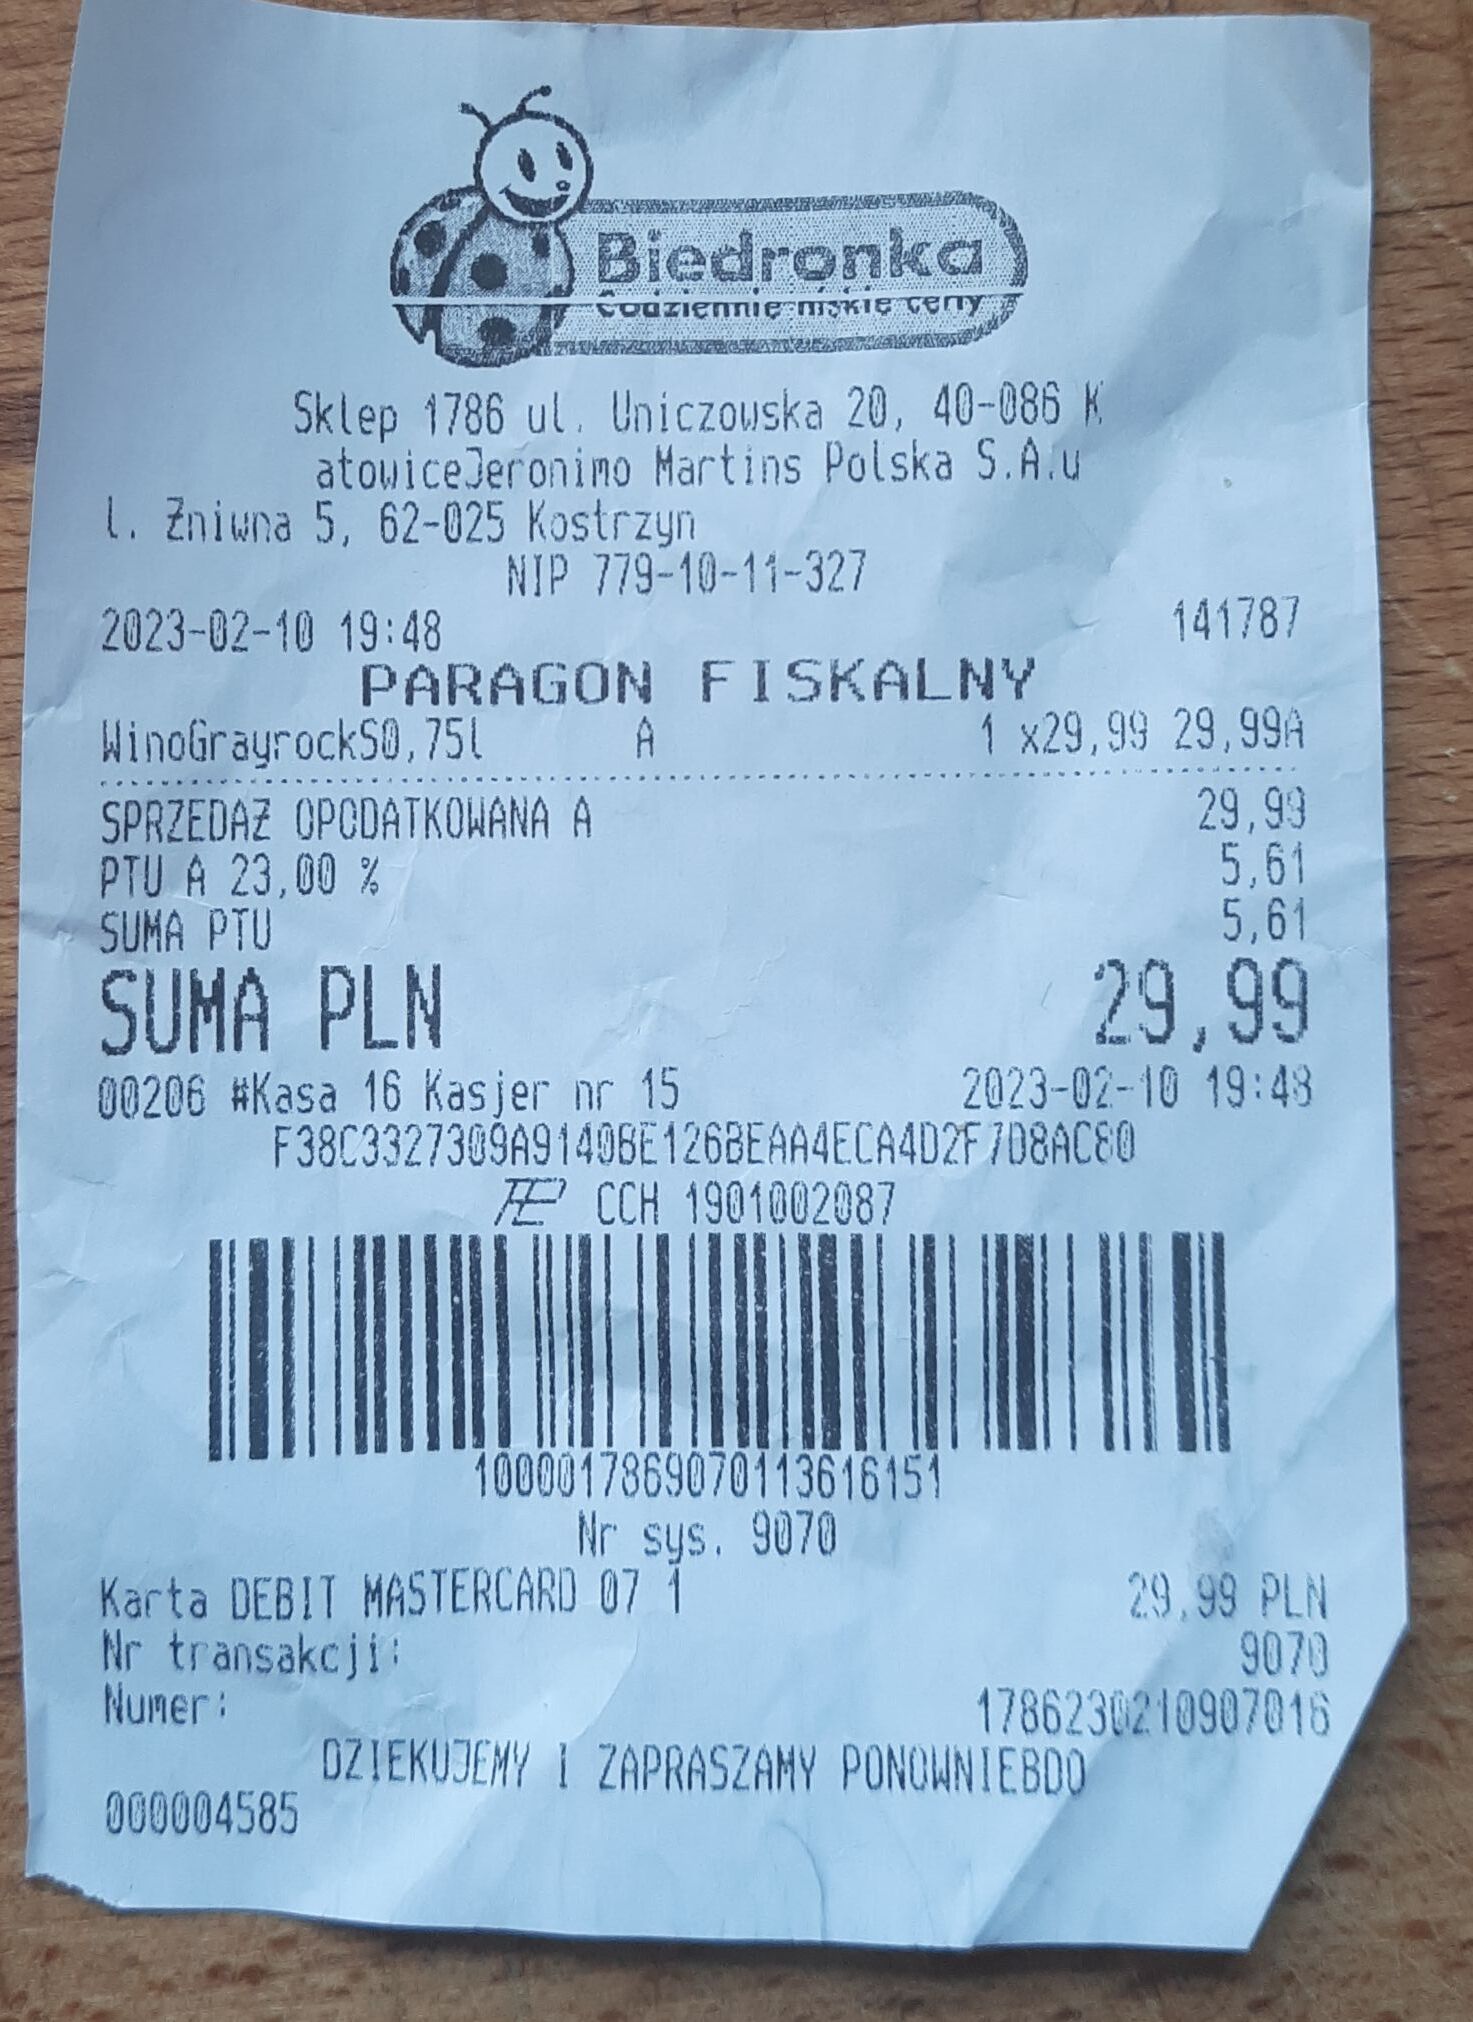 Biedronka
Codziennie niskie ceny
Sklep 1786 ul. Uniczowska 20, 40-086 K
atowiceJeronimo Martins Polska S.A.u
l. Żniwna 5, 62-025 Kostrzyn
NIP 779-10-11-327
2023-02-10 19:48 141787
PARAGON FISKALNY
WinoGrayrockS0,75l A 1 x29,99 29,99A
SPRZEDAŻ OPODATKOWANA A 29,99
PTU A 23,00 % 5,61
SUMA PTU 5,61
SUMA PLN 29,99
00206 #Kasa 16 Kasjer nr 15 2023-02-10 19:48
F38C3327309A9140BE126BEAA4ECA4D2F7D8AC80
CCH 1901002087
1000017869070113616151
Nr sys. 9070
Karta DEBIT MASTERCARD 07 1 29,99 PLN
Nr transakcji: 9070
Numer: 1786230210907016
DZIEKUJEMY I ZAPRASZAMY PONOWNIEBDO
000004585